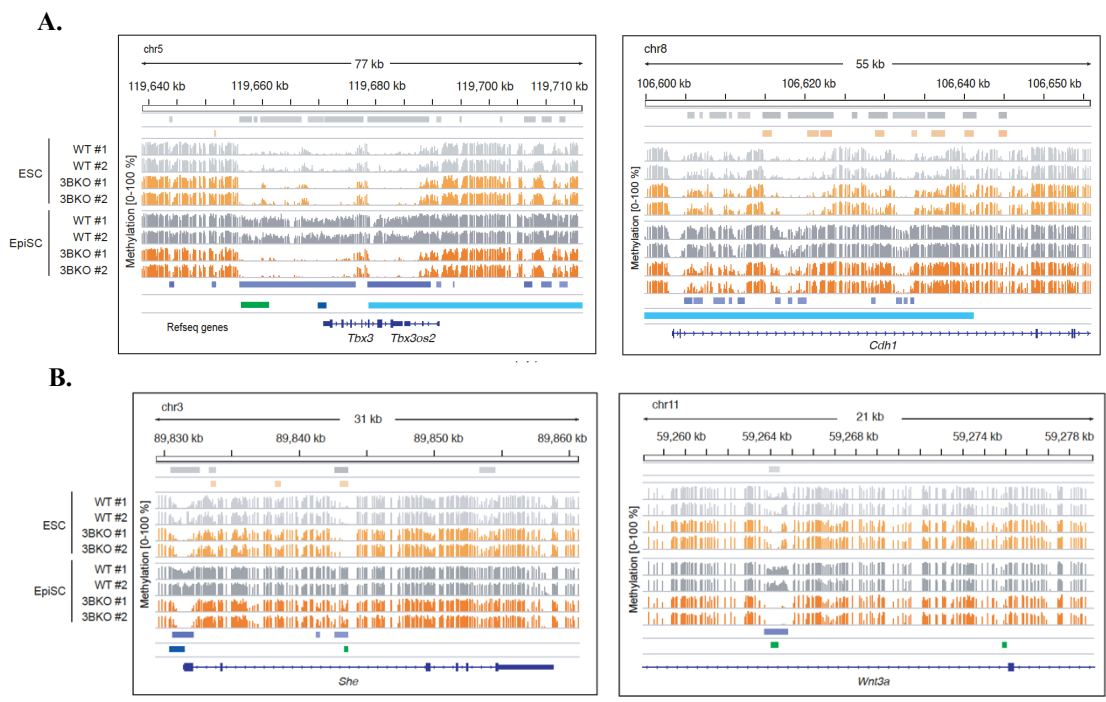 A.
chr5
77 kb
119,640 kb 119,660 kb 119,680 kb 119,700 kb 119,710 kb
Methylation [0-100 %]
ESC
WT #1
WT #2
3BKO #1
3BKO #2
EpiSC
WT #1
WT #2
3BKO #1
3BKO #2
Refseq genes
Tbx3 Tbx3os2
chr8
55 kb
106,600 kb 106,620 kb 106,640 kb 106,650 kb
Methylation [0-100 %]
Cdh1
B.
chr3
31 kb
89,830 kb 89,840 kb 89,850 kb 89,860 kb
Methylation [0-100 %]
ESC
WT #1
WT #2
3BKO #1
3BKO #2
EpiSC
WT #1
WT #2
3BKO #1
3BKO #2
She
chr11
21 kb
59,260 kb 59,264 kb 59,268 kb 59,274 kb 59,278 kb
Methylation [0-100 %]
Wnt3a